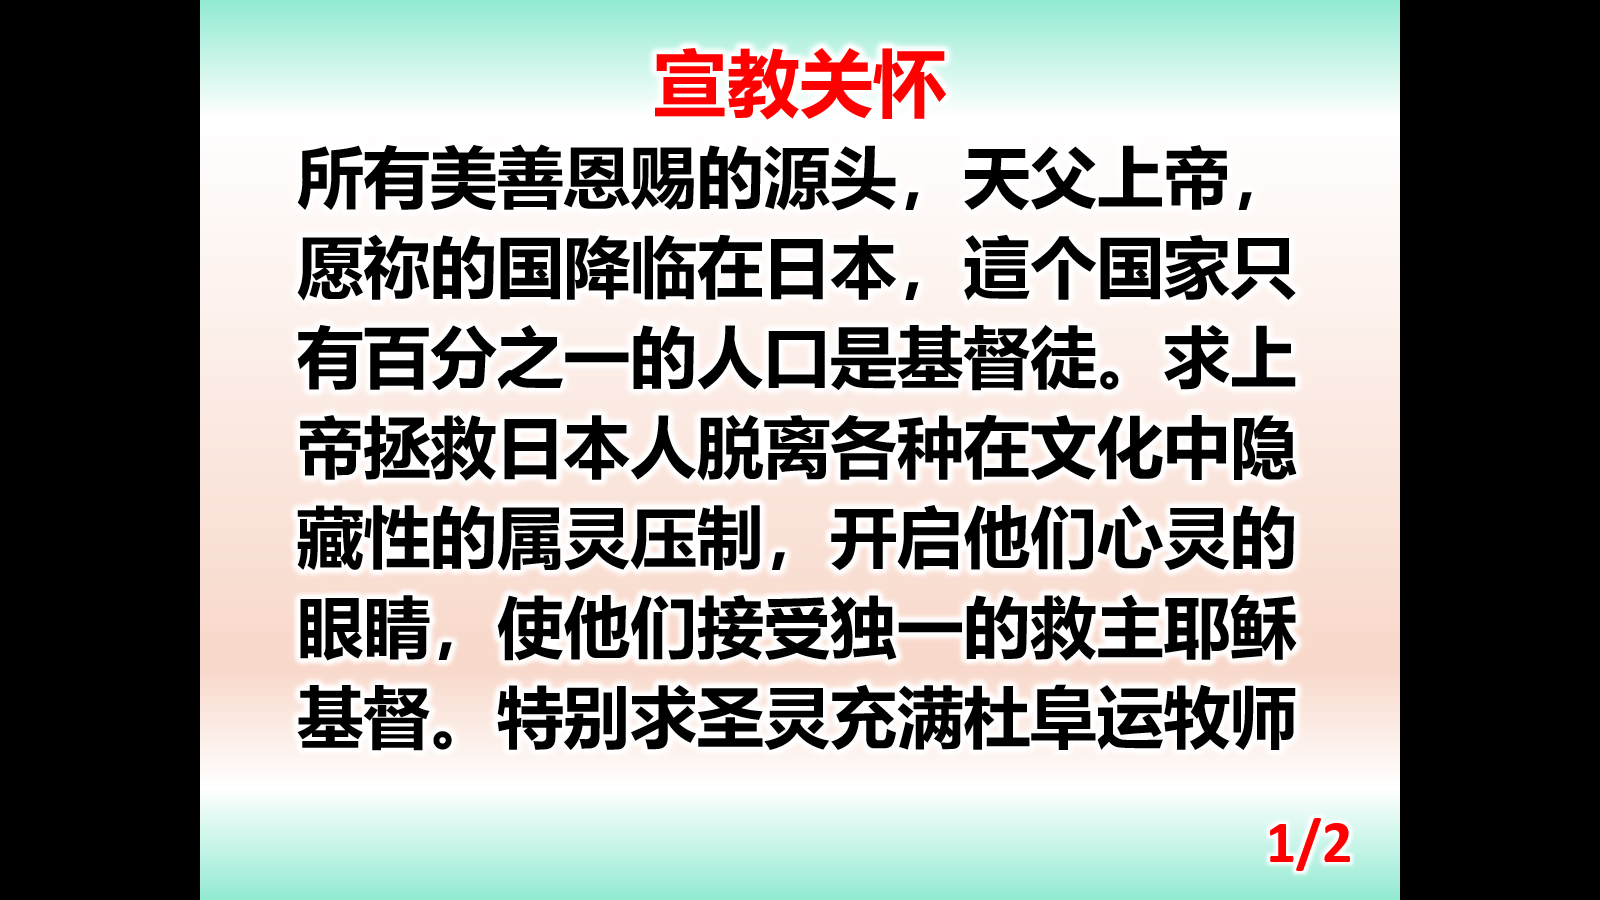 宣教关怀
所有美善恩赐的源头，天父上帝，
愿祢的国降临在日本，這个国家只
有百分之一的人口是基督徒。求上
帝拯救日本人脱离各种在文化中隐
藏性的属灵压制，开启他们心灵的
眼睛，使他们接受独一的救主耶稣
基督。特别求圣灵充满杜阜运牧师
1/2